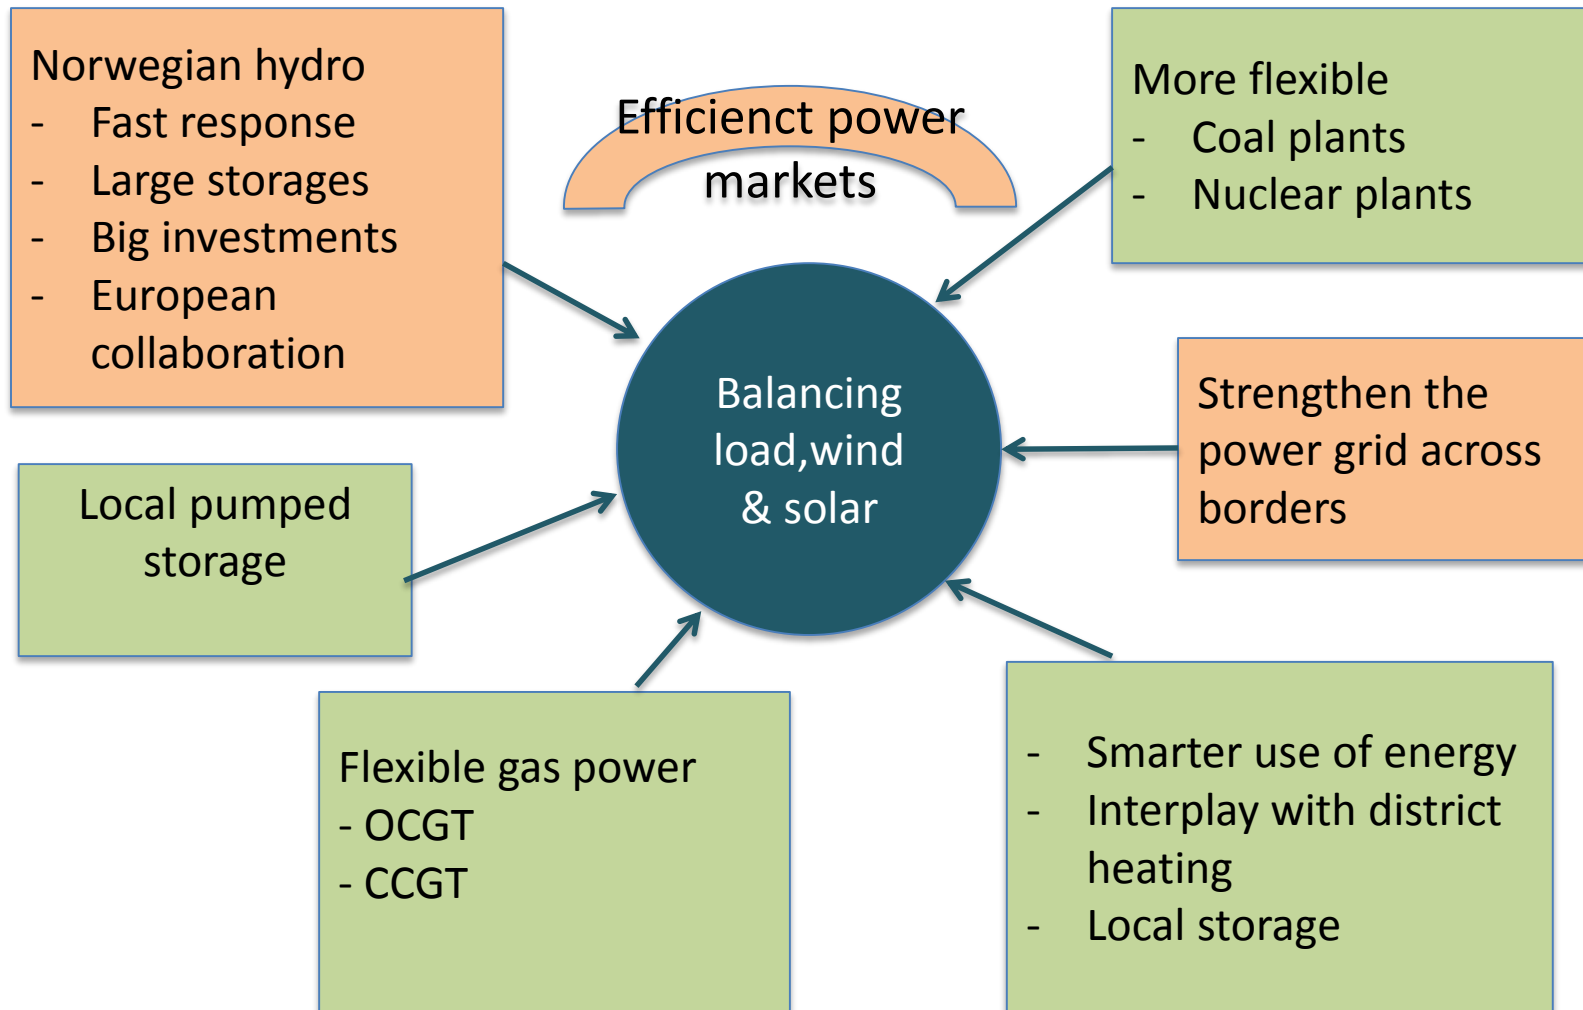 Norwegian hydro
- Fast response
- Large storages
- Big investments
- European
collaboration
Efficienct power
markets
More flexible
- Coal plants
- Nuclear plants
Balancing
load,wind
& solar
Strengthen the
power grid across
borders
Local pumped
storage
Flexible gas power
- OCGT
- CCGT
- Smarter use of energy
- Interplay with district
heating
- Local storage